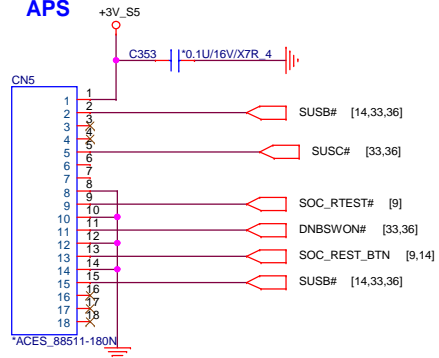 APS
+3V_S5
C353 *0.1U/16V/X7R_4
CN5
1 1
2 2 SUSB# [14,33,36]
3 3
4 4
5 5 SUSC# [33,36]
6 6
7 7
8 8
9 9 SOC_RTEST# [9]
10 10
11 11 DNBSWON# [33,36]
12 12
13 13 SOC_REST_BTN [9,14]
14 14
15 15 SUSB# [14,33,36]
16 16
17 17
18 18
*ACES_88511-180N